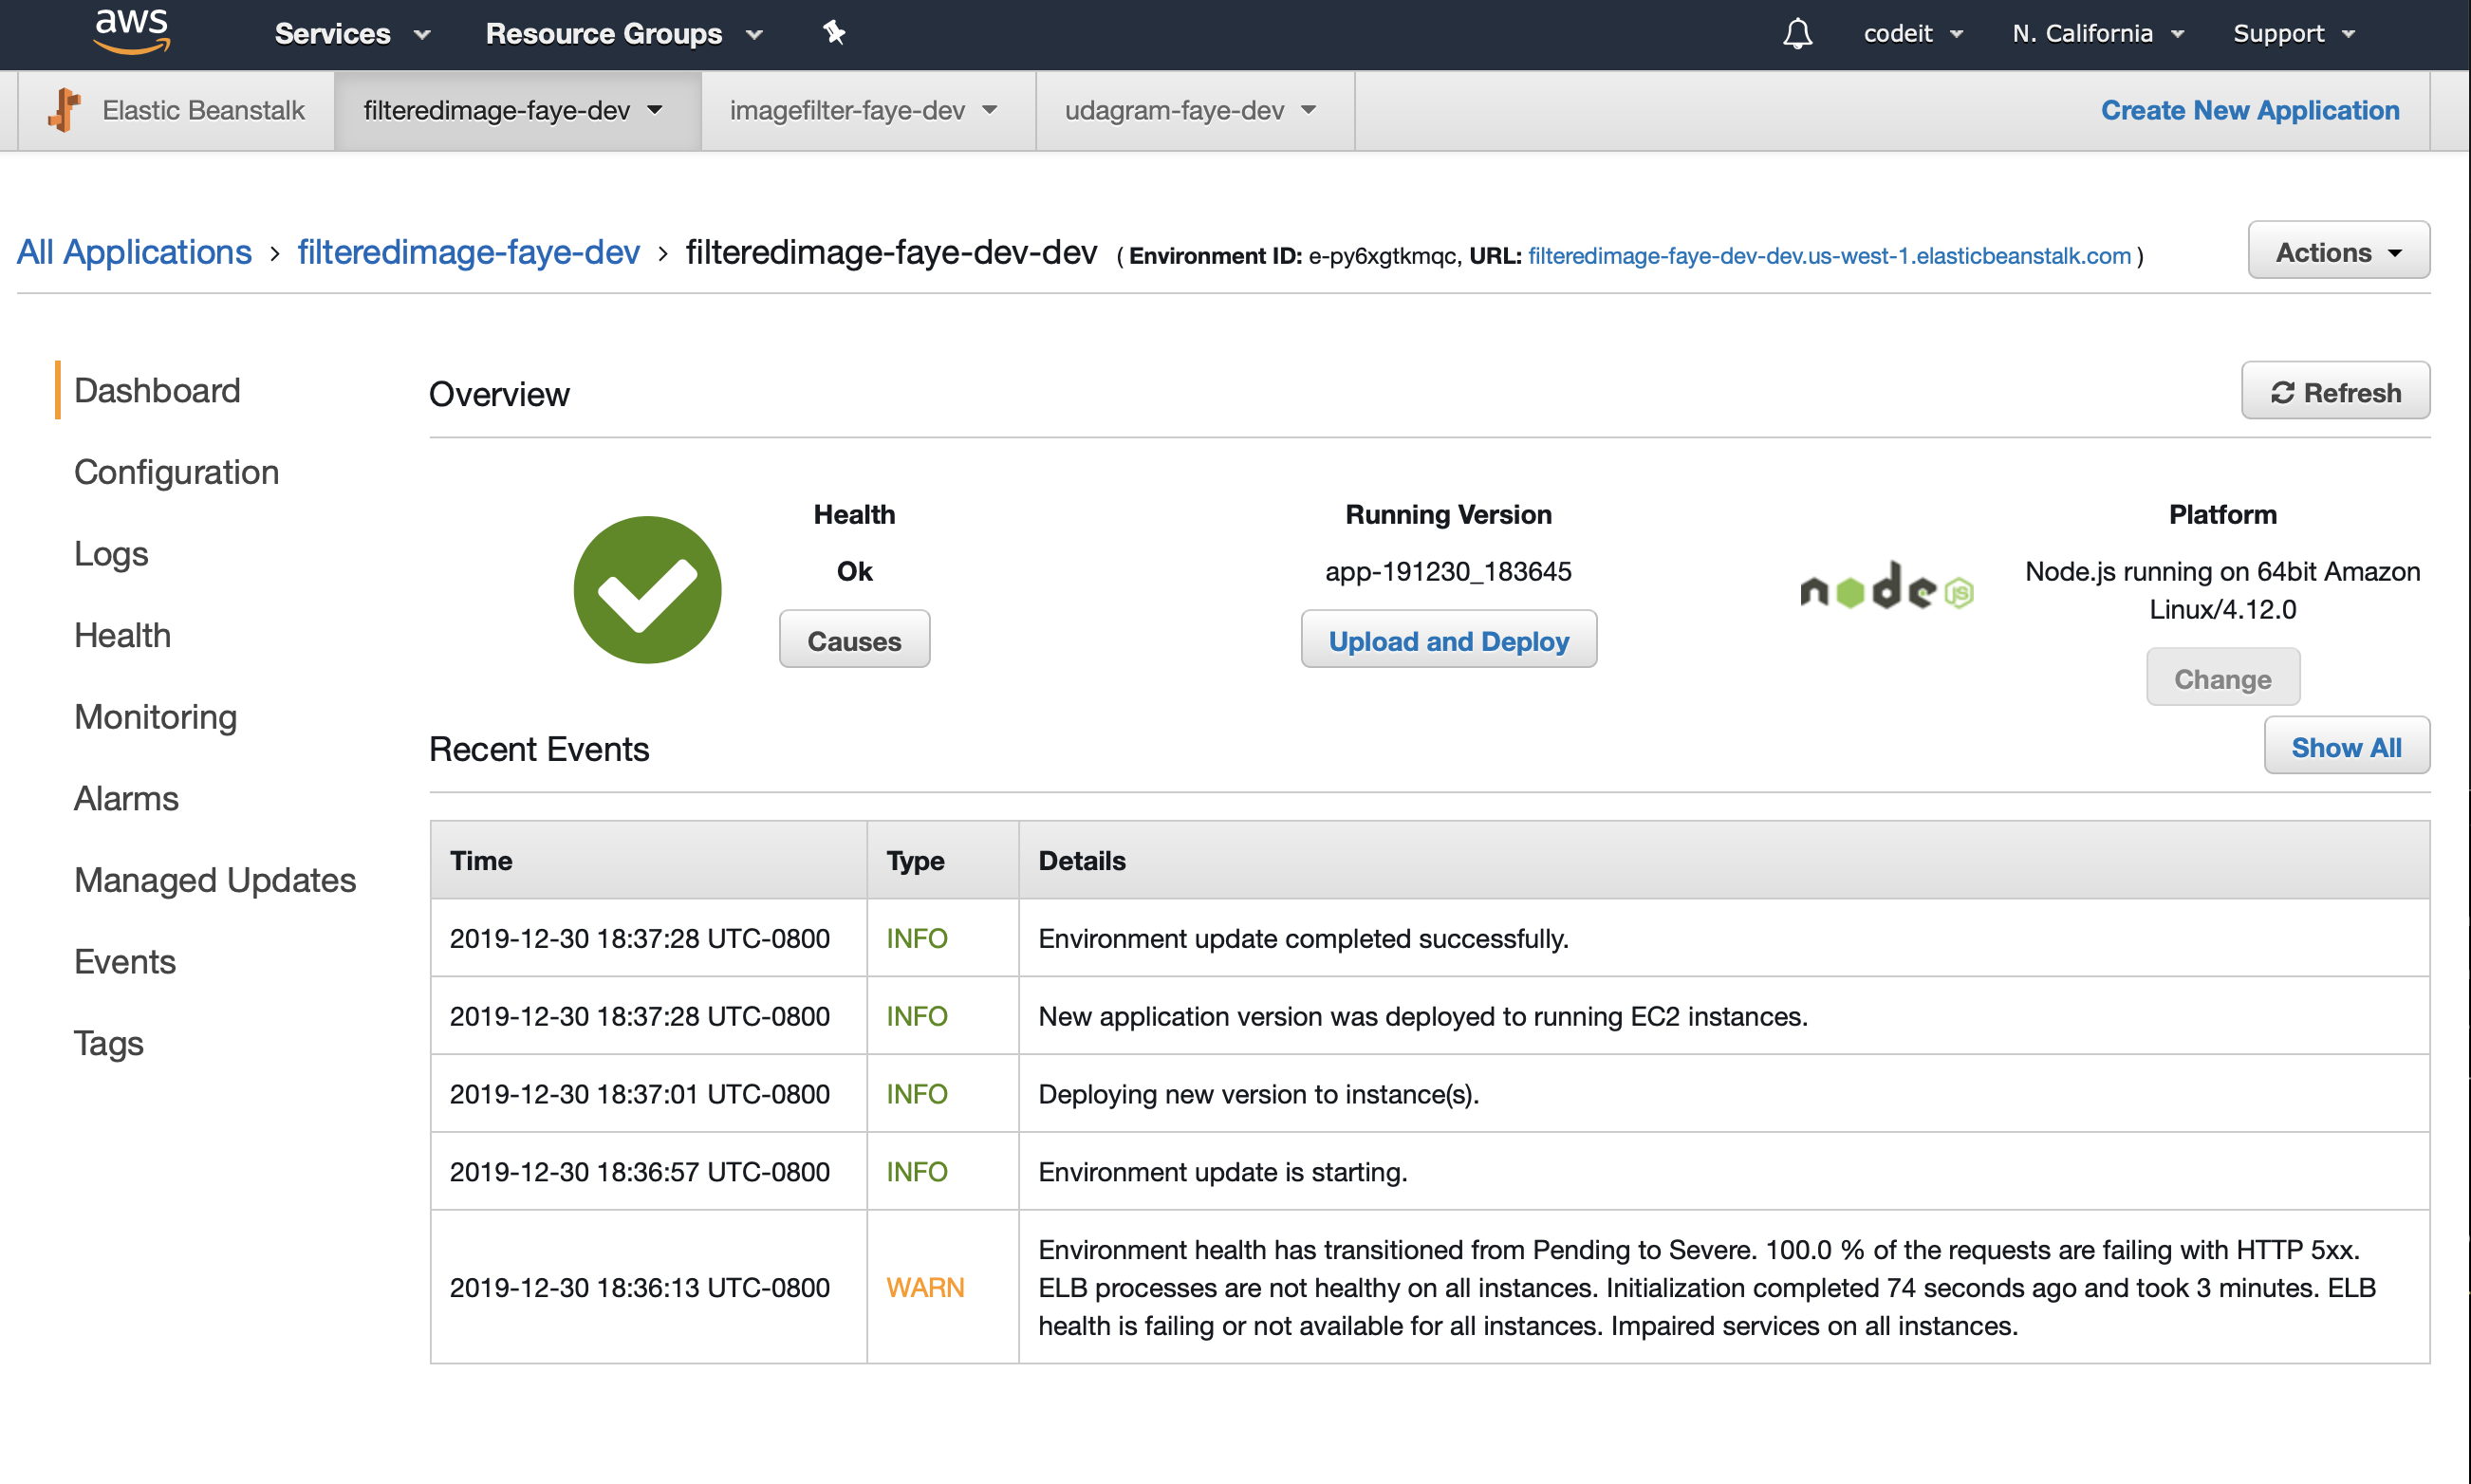 aws Services Resource Groups codeit N. California Support
Elastic Beanstalk filteredimage-faye-dev imagefilter-faye-dev udagram-faye-dev Create New Application
All Applications › filteredimage-faye-dev › filteredimage-faye-dev-dev ( Environment ID: e-py6xgtkmqc, URL: filteredimage-faye-dev-dev.us-west-1.elasticbeanstalk.com )
Actions
Dashboard
Configuration
Logs
Health
Monitoring
Alarms
Managed Updates
Events
Tags
Overview
Refresh
Health
Ok
Causes
Running Version
app-191230_183645
Upload and Deploy
node JS
Platform
Node.js running on 64bit Amazon
Linux/4.12.0
Change
Recent Events
Show All
Time Type Details
2019-12-30 18:37:28 UTC-0800 INFO Environment update completed successfully.
2019-12-30 18:37:28 UTC-0800 INFO New application version was deployed to running EC2 instances.
2019-12-30 18:37:01 UTC-0800 INFO Deploying new version to instance(s).
2019-12-30 18:36:57 UTC-0800 INFO Environment update is starting.
2019-12-30 18:36:13 UTC-0800 WARN Environment health has transitioned from Pending to Severe. 100.0 % of the requests are failing with HTTP 5xx.
ELB processes are not healthy on all instances. Initialization completed 74 seconds ago and took 3 minutes. ELB
health is failing or not available for all instances. Impaired services on all instances.